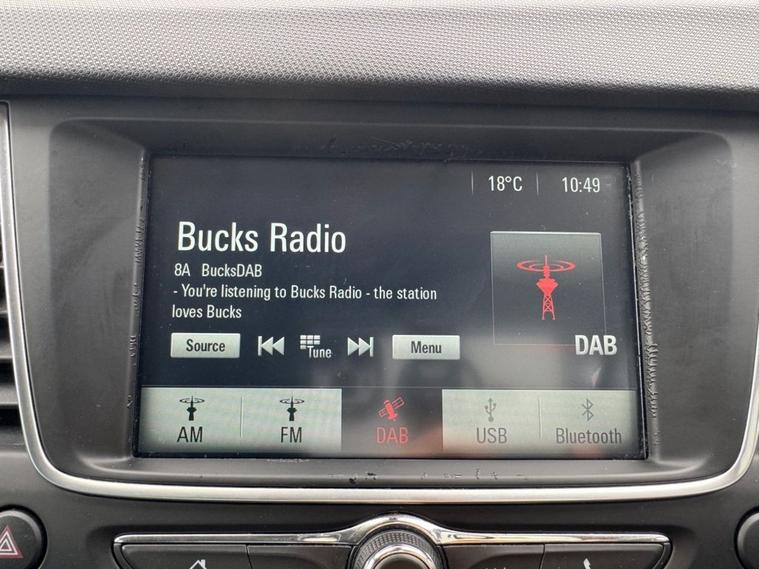 18°C 10:49
Bucks Radio
8A BucksDAB
- You're listening to Bucks Radio - the station
loves Bucks
Source Tune Menu
DAB
AM FM DAB USB Bluetooth